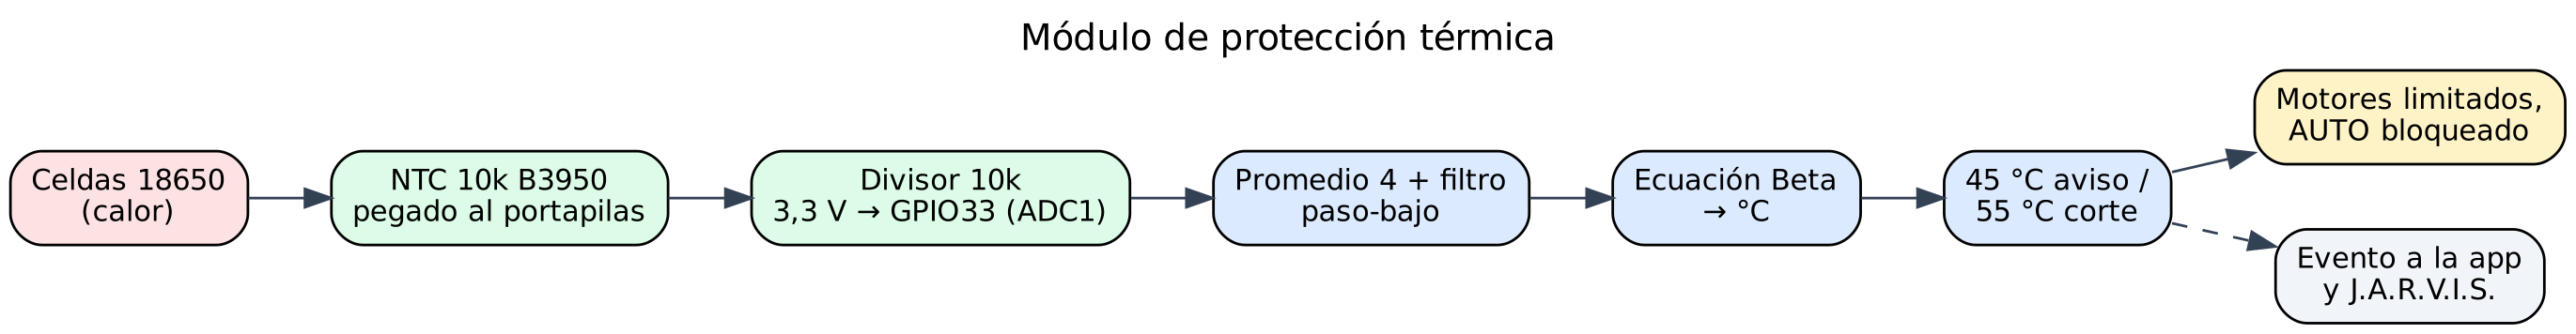 Módulo de protección térmica
Celdas 18650
(calor)
NTC 10k B3950
pegado al portapilas
Divisor 10k
3,3 V → GPIO33 (ADC1)
Promedio 4 + filtro
paso-bajo
Ecuación Beta
→ °C
45 °C aviso /
55 °C corte
Motores limitados,
AUTO bloqueado
Evento a la app
y J.A.R.V.I.S.